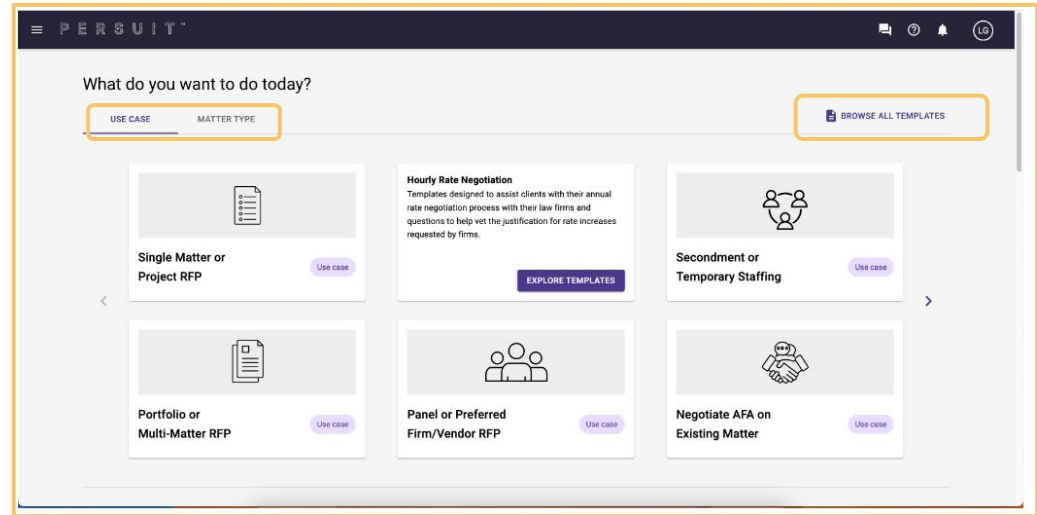 PERSUIT™
LG
What do you want to do today?
USE CASE
MATTER TYPE
BROWSE ALL TEMPLATES
Single Matter or
Project RFP
Use case
Hourly Rate Negotiation
Templates designed to assist clients with their annual
rate negotiation process with their law firms and
questions to help vet the justification for rate increases
requested by firms.
EXPLORE TEMPLATES
Secondment or
Temporary Staffing
Use case
Portfolio or
Multi-Matter RFP
Use case
Panel or Preferred
Firm/Vendor RFP
Use case
Negotiate AFA on
Existing Matter
Use case